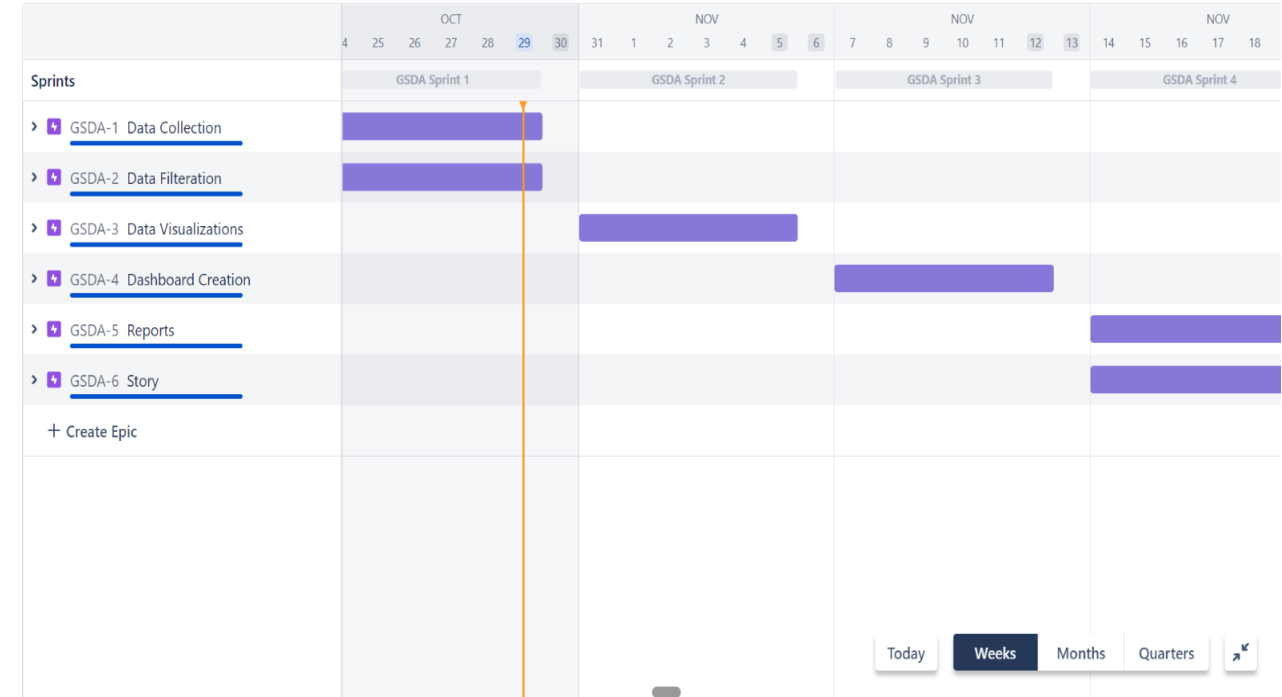 OCT NOV NOV NOV
4 25 26 27 28 29 30 31 1 2 3 4 5 6 7 8 9 10 11 12 13 14 15 16 17 18
Sprints GSDA Sprint 1 GSDA Sprint 2 GSDA Sprint 3 GSDA Sprint 4
GSDA-1 Data Collection
GSDA-2 Data Filteration
GSDA-3 Data Visualizations
GSDA-4 Dashboard Creation
GSDA-5 Reports
GSDA-6 Story
+ Create Epic
Today Weeks Months Quarters